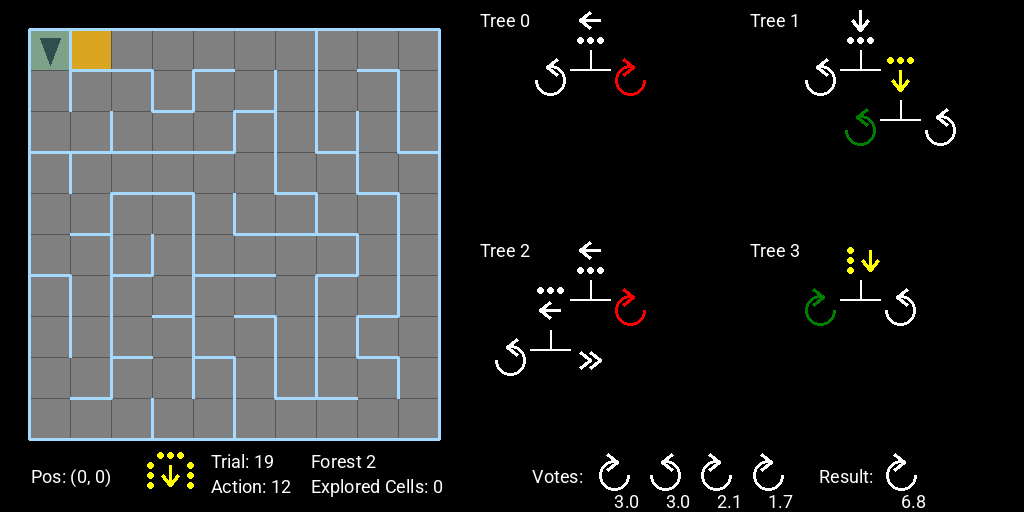 Tree 0
Tree 1
Tree 2
Tree 3
Pos: (0, 0)
Trial: 19
Forest 2
Action: 12
Explored Cells: 0
Votes:
3.0
3.0
2.1
1.7
Result:
6.8